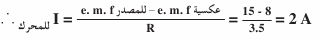 ∴ I للمحرك = e. m. f للمصدر – e. m. f عكسية / R = 15 - 8 / 3.5 = 2 A